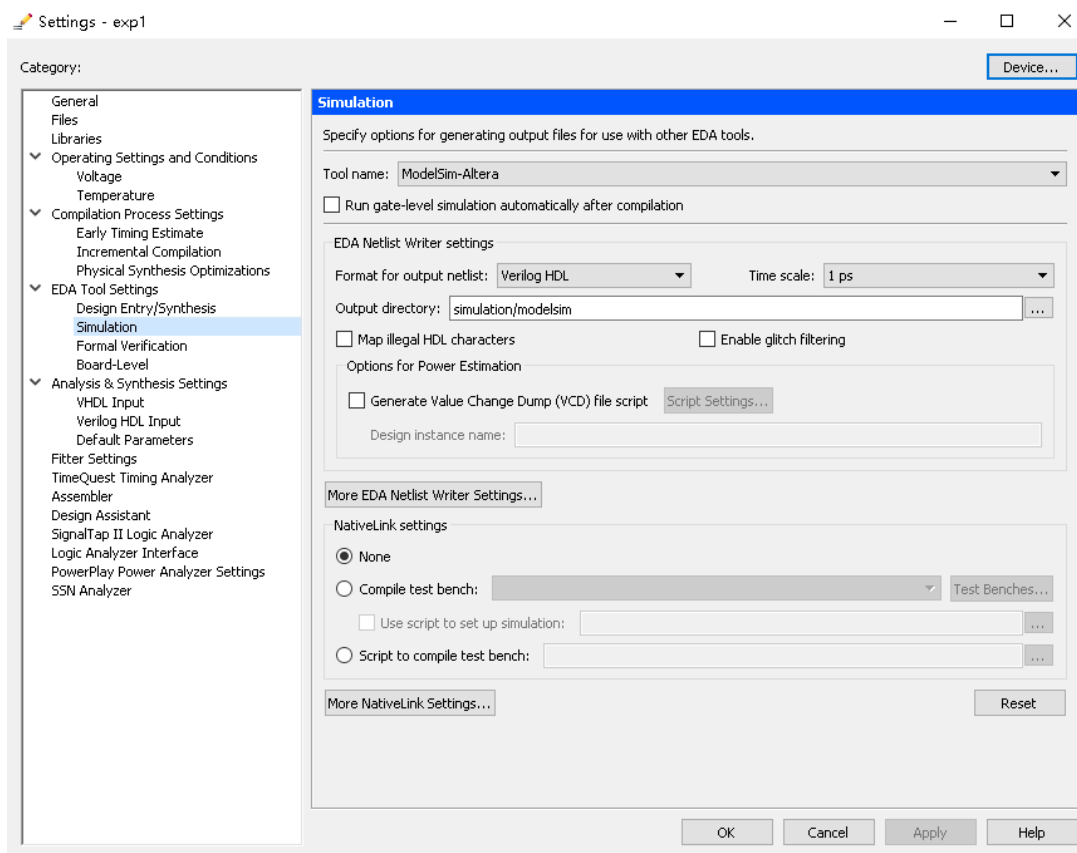 Settings - exp1
Category:
Device...
General
Files
Libraries
Operating Settings and Conditions
Voltage
Temperature
Compilation Process Settings
Early Timing Estimate
Incremental Compilation
Physical Synthesis Optimizations
EDA Tool Settings
Design Entry/Synthesis
Simulation
Formal Verification
Board-Level
Analysis & Synthesis Settings
VHDL Input
Verilog HDL Input
Default Parameters
Fitter Settings
TimeQuest Timing Analyzer
Assembler
Design Assistant
SignalTap II Logic Analyzer
Logic Analyzer Interface
PowerPlay Power Analyzer Settings
SSN Analyzer
Simulation
Specify options for generating output files for use with other EDA tools.
Tool name: ModelSim-Altera
Run gate-level simulation automatically after compilation
EDA Netlist Writer settings
Format for output netlist: Verilog HDL Time scale: 1 ps
Output directory: simulation/modelsim ...
Map illegal HDL characters Enable glitch filtering
Options for Power Estimation
Generate Value Change Dump (VCD) file script Script Settings...
Design instance name:
More EDA Netlist Writer Settings...
NativeLink settings
None
Compile test bench: Test Benches...
Use script to set up simulation: ...
Script to compile test bench: ...
More NativeLink Settings... Reset
OK Cancel Apply Help